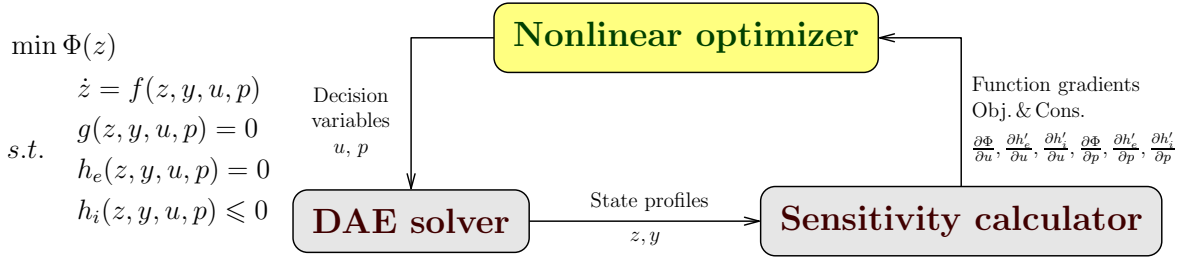 min Φ(z)
ż = f(z, y, u, p)
g(z, y, u, p) = 0
s.t.
h_e(z, y, u, p) = 0
h_i(z, y, u, p) ⩽ 0
Nonlinear optimizer
Decision
variables
u, p
Function gradients
Obj. & Cons.
∂Φ/∂u, ∂h'_e/∂u, ∂h'_i/∂u, ∂Φ/∂p, ∂h'_e/∂p, ∂h'_i/∂p
DAE solver
State profiles
z, y
Sensitivity calculator